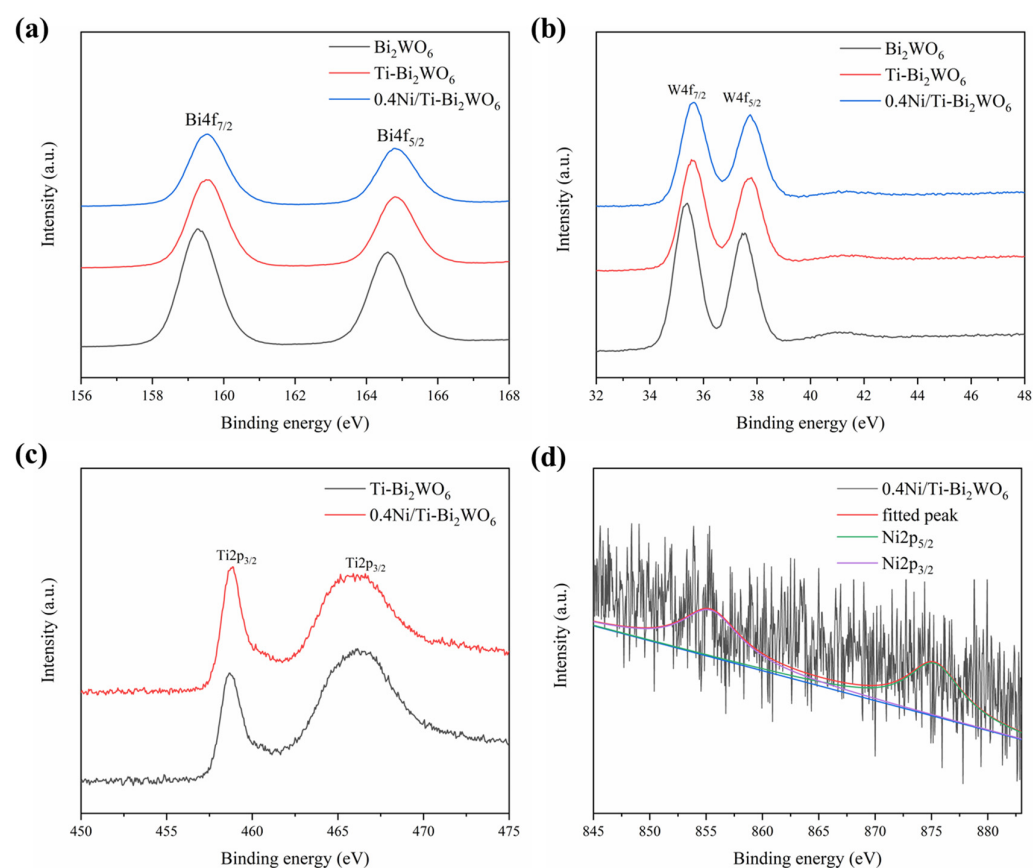 (a)
Bi₂WO₆
Ti-Bi₂WO₆
0.4Ni/Ti-Bi₂WO₆
Bi4f₇/₂
Bi4f₅/₂
Intensity (a.u.)
156 158 160 162 164 166 168
Binding energy (eV)
(b)
Bi₂WO₆
Ti-Bi₂WO₆
0.4Ni/Ti-Bi₂WO₆
W4f₇/₂
W4f₅/₂
Intensity (a.u.)
32 34 36 38 40 42 44 46 48
Binding energy (eV)
(c)
Ti-Bi₂WO₆
0.4Ni/Ti-Bi₂WO₆
Ti2p₃/₂
Ti2p₃/₂
Intensity (a.u.)
450 455 460 465 470 475
Binding energy (eV)
(d)
0.4Ni/Ti-Bi₂WO₆
fitted peak
Ni2p₅/₂
Ni2p₃/₂
Intensity (a.u.)
845 850 855 860 865 870 875 880
Binding energy (eV)